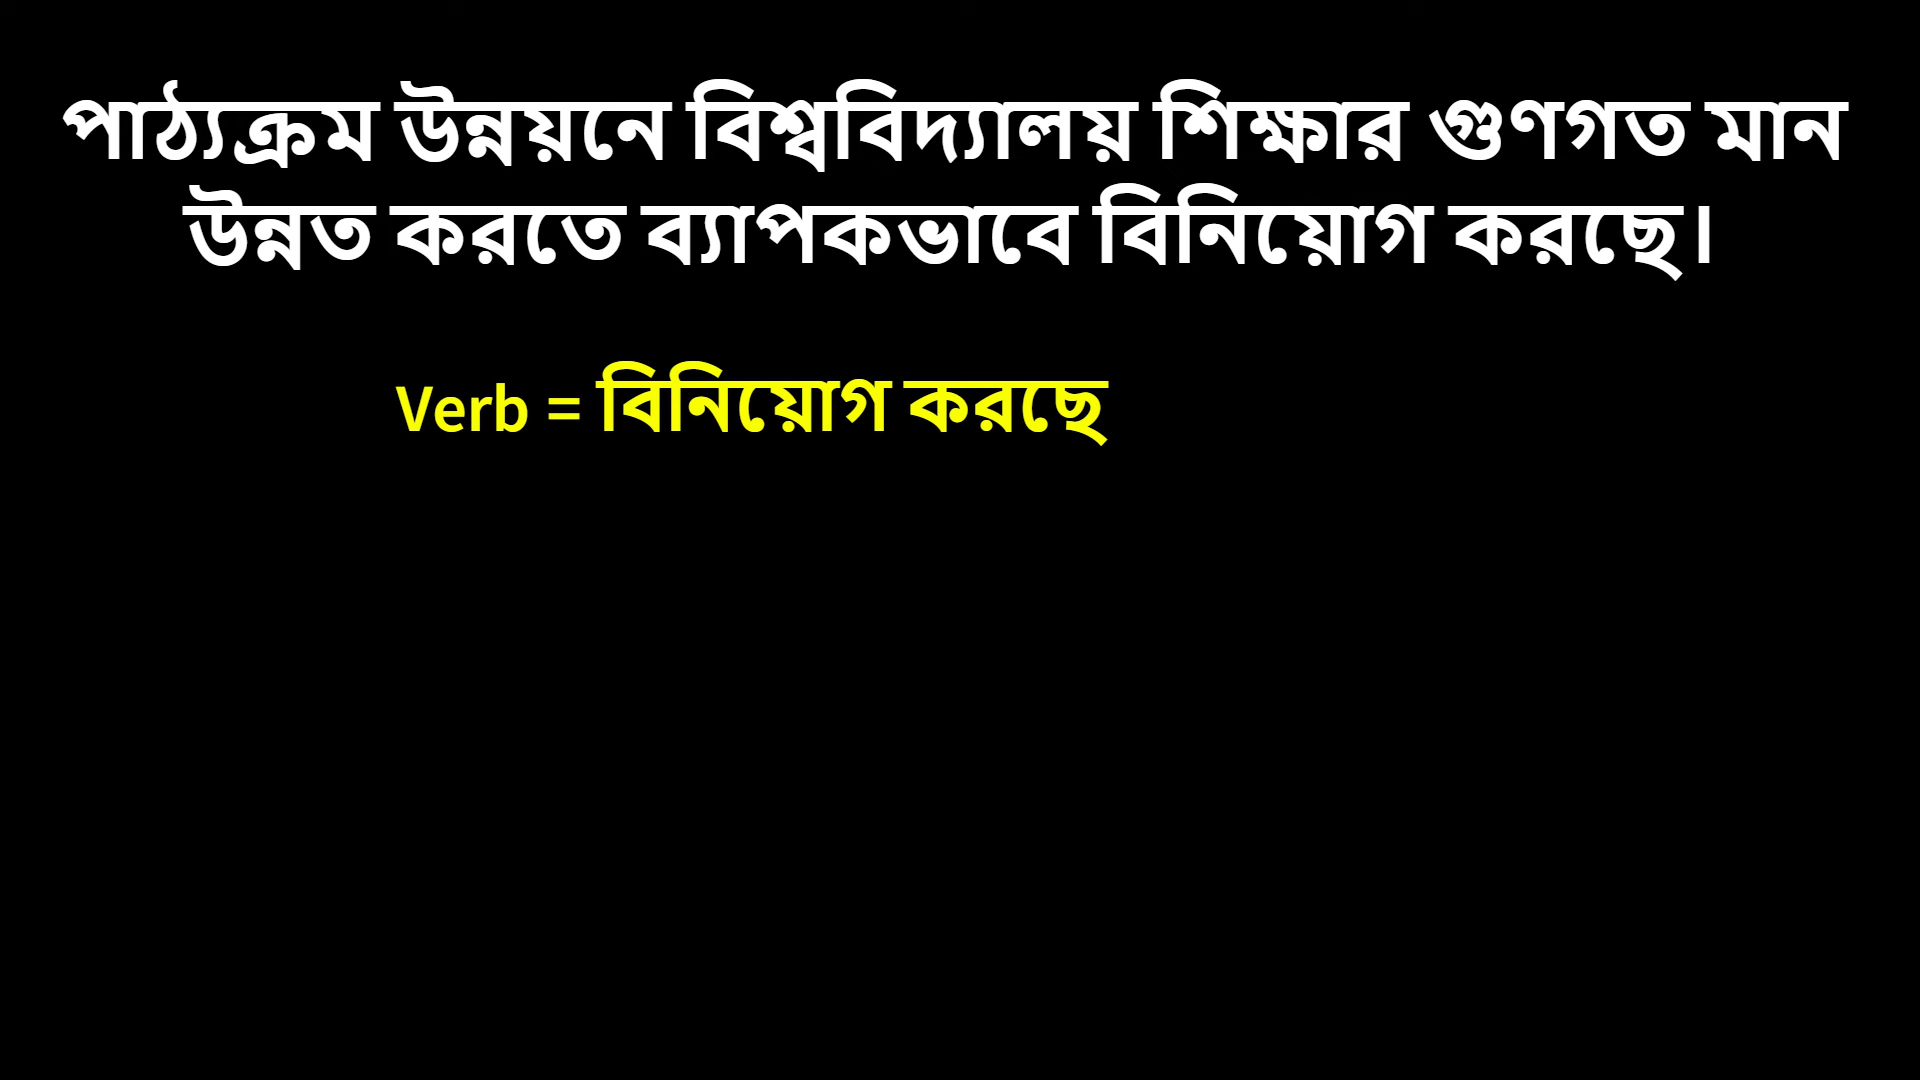 পাঠ্যক্রম উন্নয়নে বিশ্ববিদ্যালয় শিক্ষার গুণগত মান
উন্নত করতে ব্যাপকভাবে বিনিয়োগ করছে।
Verb = বিনিয়োগ করছে